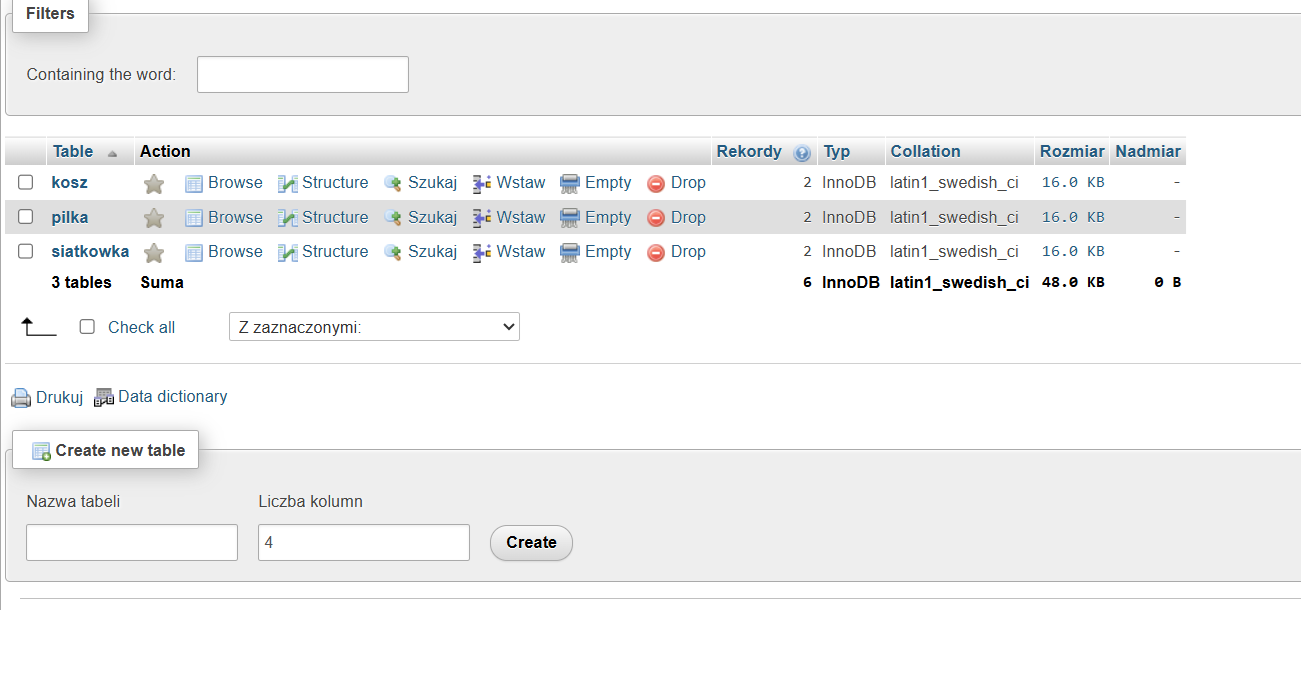 Filters
Containing the word:
Table Action Rekordy Typ Collation Rozmiar Nadmiar
kosz Browse Structure Szukaj Wstaw Empty Drop 2 InnoDB latin1_swedish_ci 16.0 KB -
pilka Browse Structure Szukaj Wstaw Empty Drop 2 InnoDB latin1_swedish_ci 16.0 KB -
siatkowka Browse Structure Szukaj Wstaw Empty Drop 2 InnoDB latin1_swedish_ci 16.0 KB -
3 tables Suma 6 InnoDB latin1_swedish_ci 48.0 KB 0 B
Check all Z zaznaczonymi:
Drukuj Data dictionary
Create new table
Nazwa tabeli Liczba kolumn
4 Create